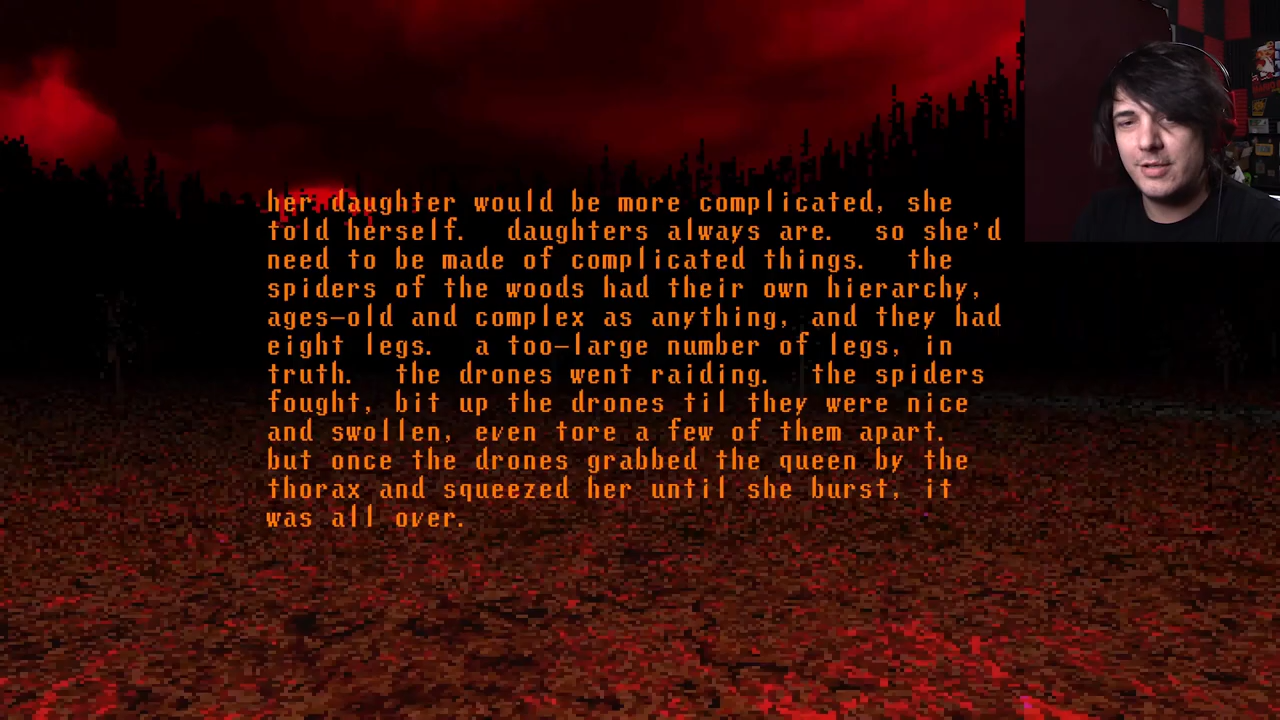 her daughter would be more complicated, she
told herself.  daughters always are.  so she'd
need to be made of complicated things.  the
spiders of the woods had their own hierarchy,
ages-old and complex as anything, and they had
eight legs.  a too-large number of legs, in
truth.  the drones went raiding.  the spiders
fought, bit up the drones til they were nice
and swollen, even tore a few of them apart.
but once the drones grabbed the queen by the
thorax and squeezed her until she burst, it
was all over.